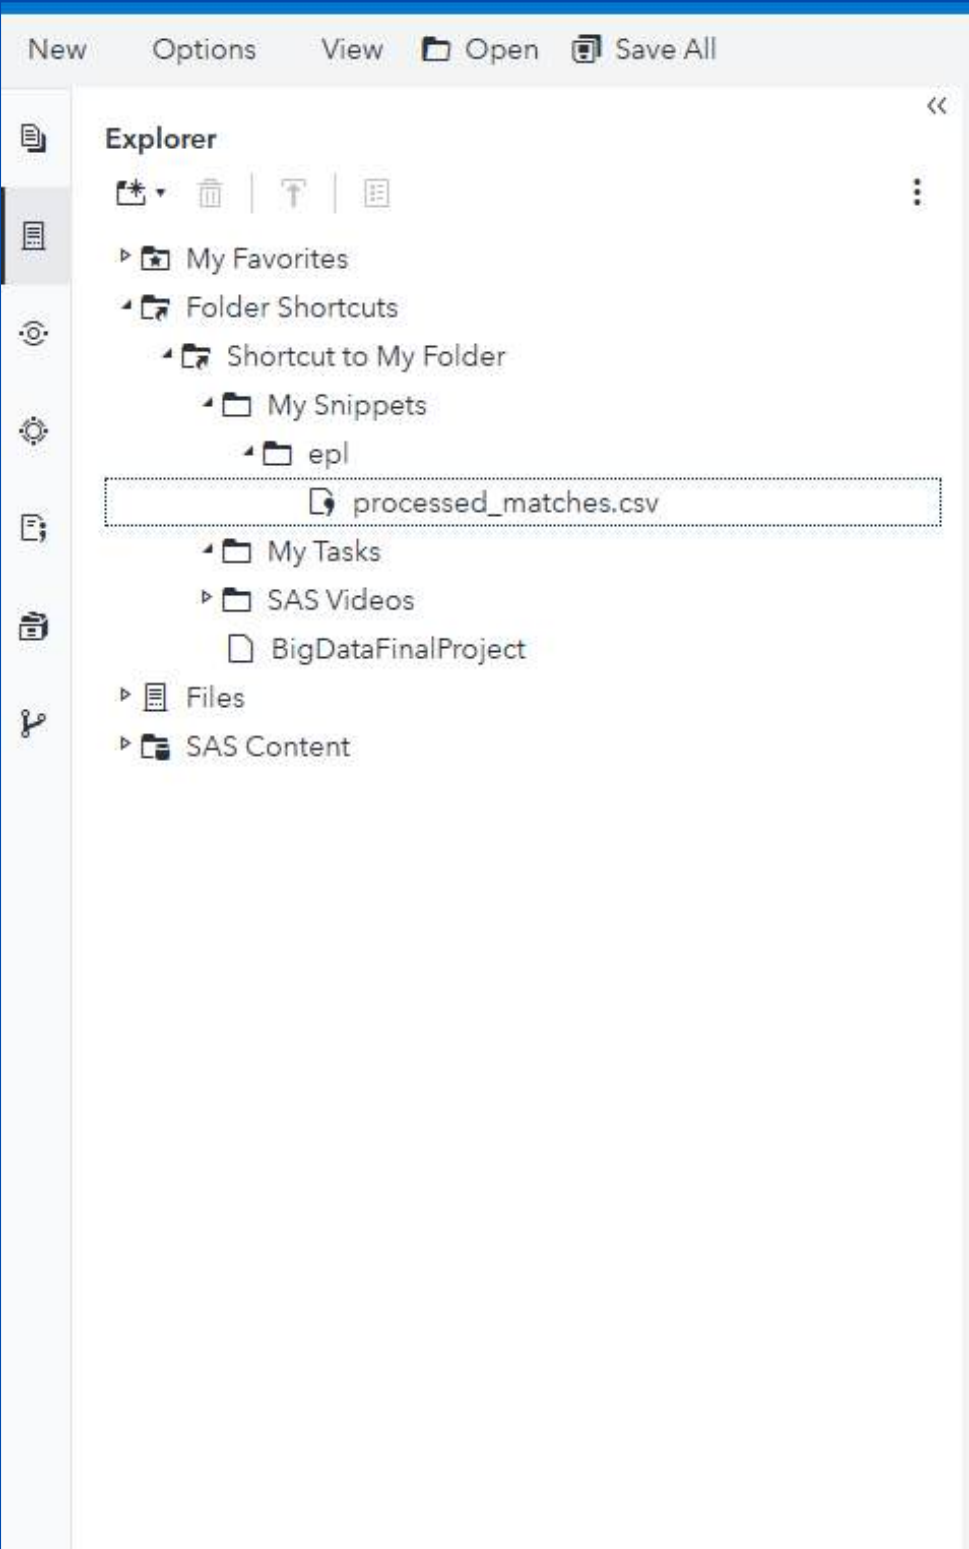 New Options View Open Save All
Explorer
My Favorites
Folder Shortcuts
Shortcut to My Folder
My Snippets
epl
processed_matches.csv
My Tasks
SAS Videos
BigDataFinalProject
Files
SAS Content